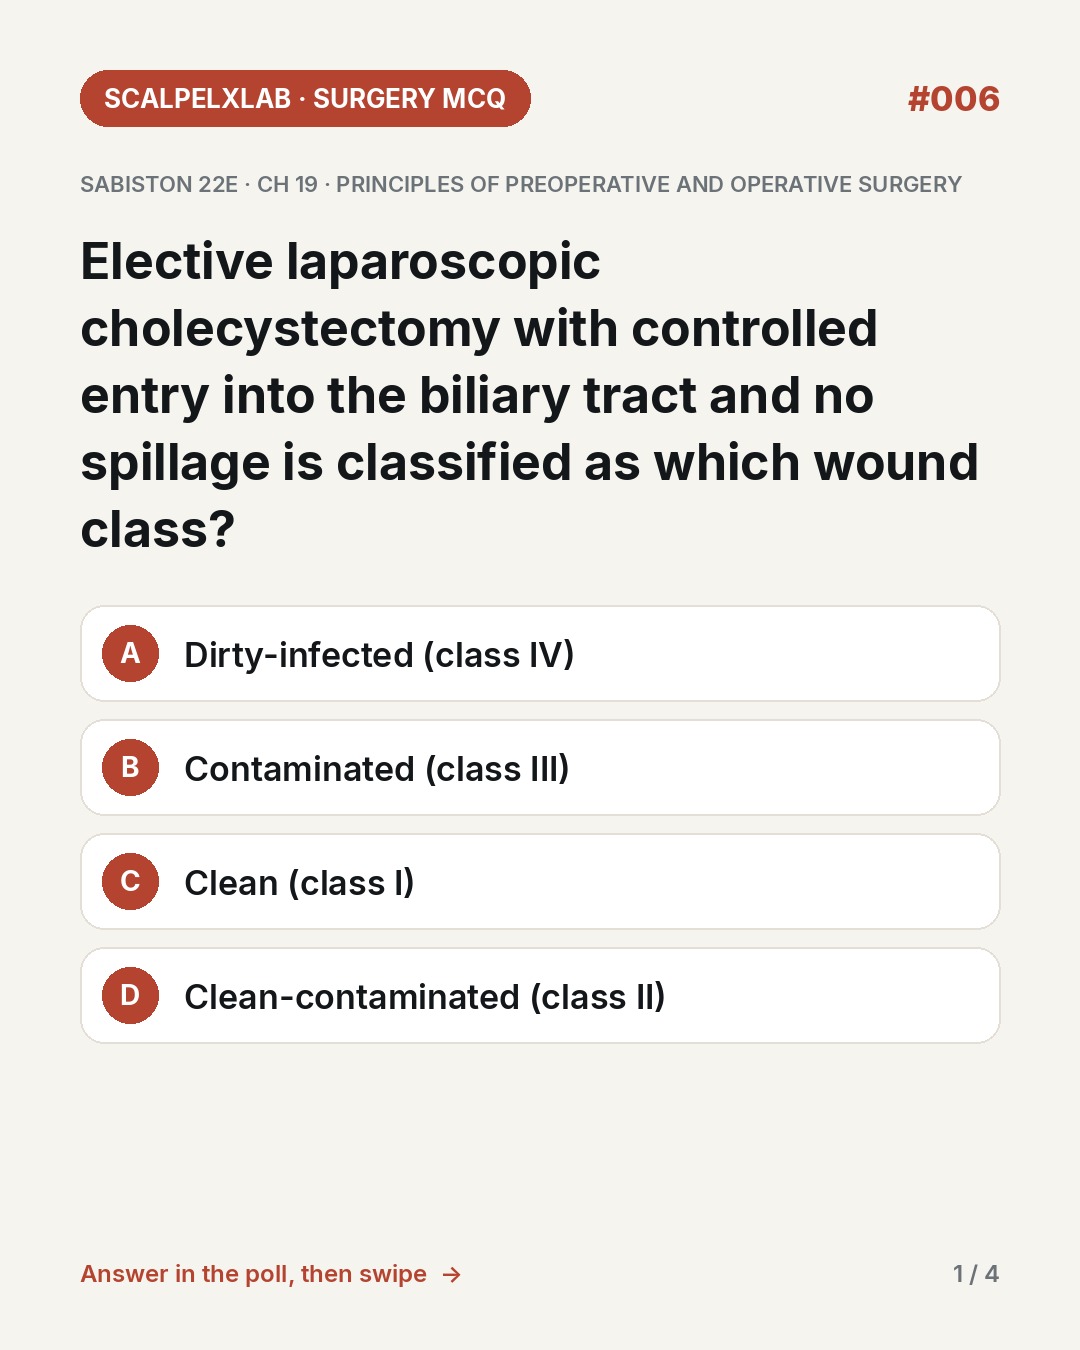 SCALPELXLAB · SURGERY MCQ
#006
SABISTON 22E · CH 19 · PRINCIPLES OF PREOPERATIVE AND OPERATIVE SURGERY
Elective laparoscopic
cholecystectomy with controlled
entry into the biliary tract and no
spillage is classified as which wound
class?
A Dirty-infected (class IV)
B Contaminated (class III)
C Clean (class I)
D Clean-contaminated (class II)
Answer in the poll, then swipe →
1 / 4